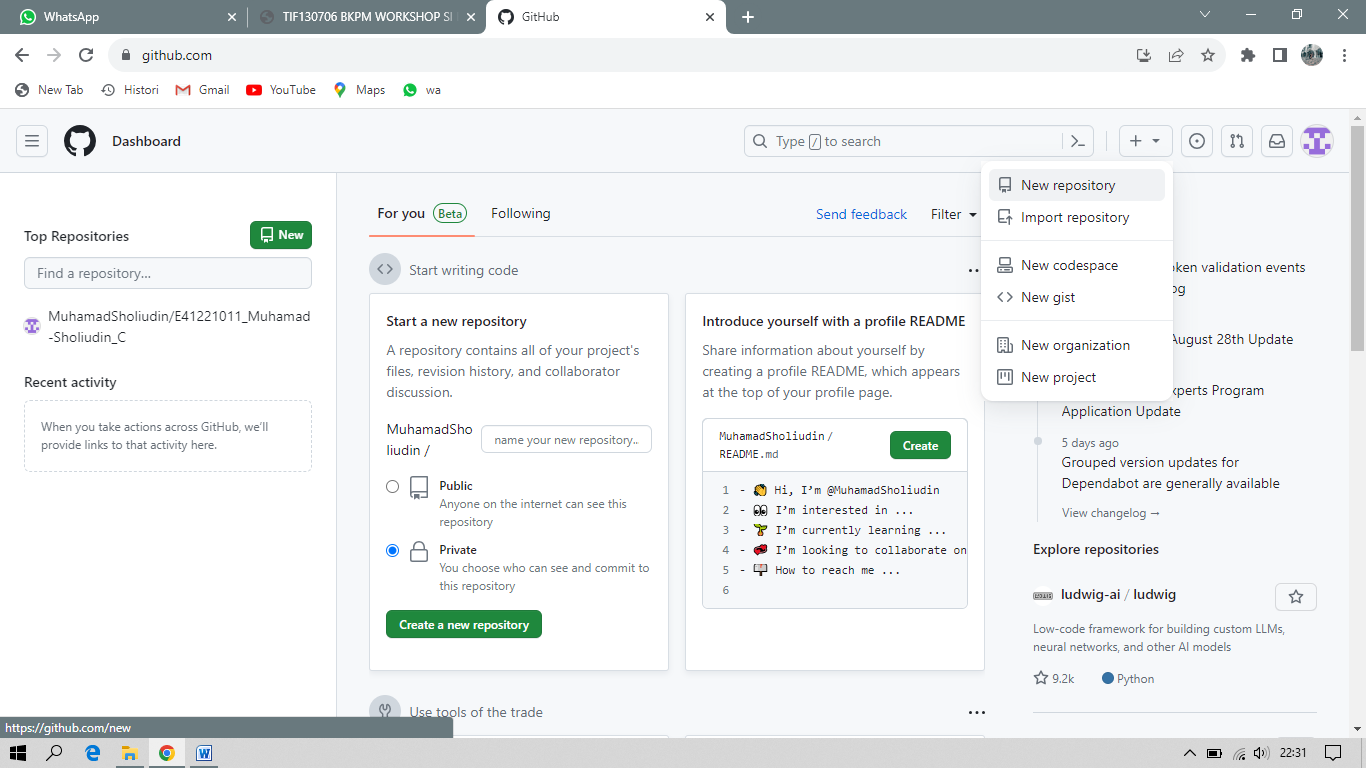 WhatsApp
TIF130706 BKPM WORKSHOP SI
GitHub
github.com
New Tab
Histori
Gmail
YouTube
Maps
wa
Dashboard
Type / to search
New repository
Import repository
New codespace
New gist
New organization
New project
Top Repositories
New
Find a repository...
MuhamadSholiudin/E41221011_Muhamad
-Sholiudin_C
Recent activity
When you take actions across GitHub, we'll
provide links to that activity here.
For you Beta
Following
Send feedback
Filter
Start writing code
Start a new repository
A repository contains all of your project's
files, revision history, and collaborator
discussion.
MuhamadSho
liudin /
name your new repository...
Public
Anyone on the internet can see this
repository
Private
You choose who can see and commit to
this repository
Create a new repository
Introduce yourself with a profile README
Share information about yourself by
creating a profile README, which appears
at the top of your profile page.
MuhamadSholiudin /
README.md
Create
1 - 👋 Hi, I'm @MuhamadSholiudin
2 - 👀 I'm interested in ...
3 - 🌱 I'm currently learning ...
4 - 💞️ I'm looking to collaborate on
5 - 📫 How to reach me ...
6
Use tools of the trade
validation events
August 28th Update
Program
Application Update
5 days ago
Grouped version updates for
Dependabot are generally available
View changelog →
Explore repositories
ludwig-ai / ludwig
Low-code framework for building custom LLMs,
neural networks, and other AI models
9.2k
Python
https://github.com/new
22:31